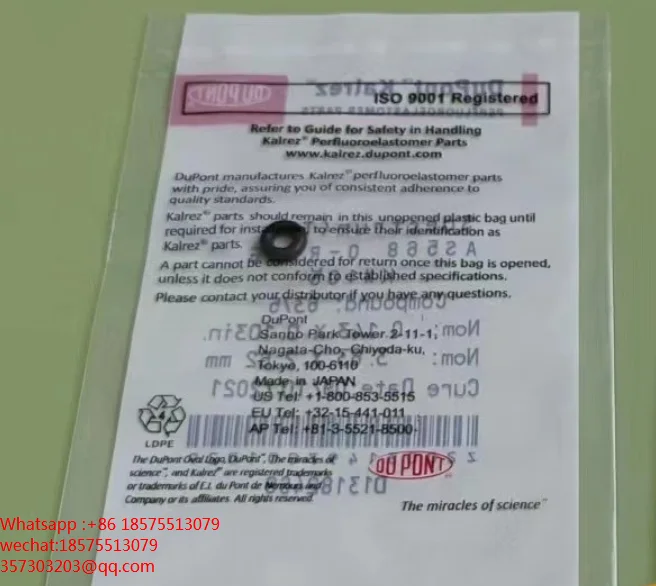 DUPONT
DuPont™ Kalrez®
ISO 9001 Registered
PERFLUOROELASTOMER PARTS
Refer to Guide for Safety in Handling
Kalrez® Perfluoroelastomer Parts
www.kalrez.dupont.com
DuPont manufactures Kalrez® perfluoroelastomer parts
with pride, assuring you of consistent adherence to
quality standards.
Kalrez® parts should remain in this unopened plastic bag until
required for to ensure their identification as
Kalrez® parts.
AS568
A part cannot be considered for return once this bag is opened,
unless it does not conform to established specifications.
Please contact your distributor if you have any questions.
Compound: 6375
DuPont
Nom: in.
Sanno Park Tower 2-11-1,
Nagata-Cho, Chiyoda-ku,
Nom: mm
Tokyo, 100-6110
Made in JAPAN
Cure Date 2021
US Tel: +1-800-853-5515
EU Tel: +32-15-441-011
AP Tel: +81-3-5521-8500
4
LDPE
The DuPont Oval Logo, DuPont™, The miracles of
science™, and Kalrez® are registered trademarks
or trademarks of E.I. du Pont de Nemours and
Company or its affiliates. All rights reserved.
DUPONT
The miracles of science™
Whatsapp :+86 18575513079
wechat:18575513079
357303203@qq.com